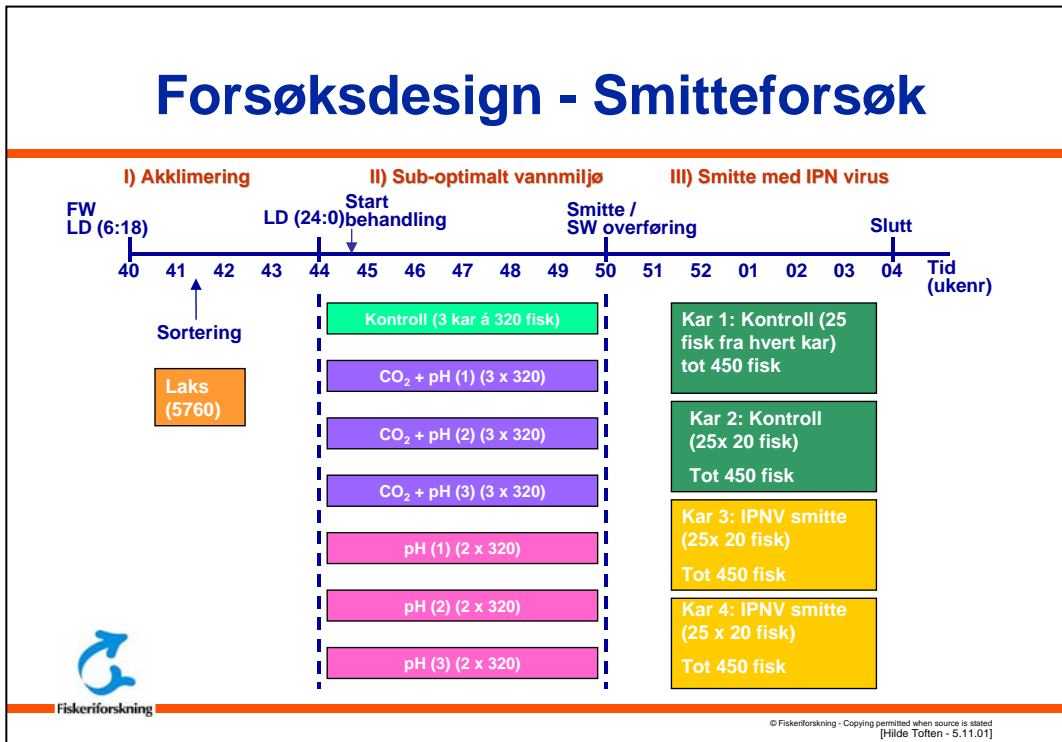 Forsøksdesign - Smitteforsøk
I) Akklimering
II) Sub-optimalt vannmiljø
III) Smitte med IPN virus
FW
LD (6:18)
LD (24:0)
Start
behandling
Smitte /
SW overføring
Slutt
40 41 42 43 44 45 46 47 48 49 50 51 52 01 02 03 04
Tid
(ukenr)
Sortering
Laks
(5760)
Kontroll (3 kar á 320 fisk)
CO₂ + pH (1) (3 x 320)
CO₂ + pH (2) (3 x 320)
CO₂ + pH (3) (3 x 320)
pH (1) (2 x 320)
pH (2) (2 x 320)
pH (3) (2 x 320)
Kar 1: Kontroll (25
fisk fra hvert kar)
tot 450 fisk
Kar 2: Kontroll
(25x 20 fisk)
Tot 450 fisk
Kar 3: IPNV smitte
(25x 20 fisk)
Tot 450 fisk
Kar 4: IPNV smitte
(25 x 20 fisk)
Tot 450 fisk
Fiskeriforskning
© Fiskeriforskning - Copying permitted when source is stated
[Hilde Toften - 5.11.01]